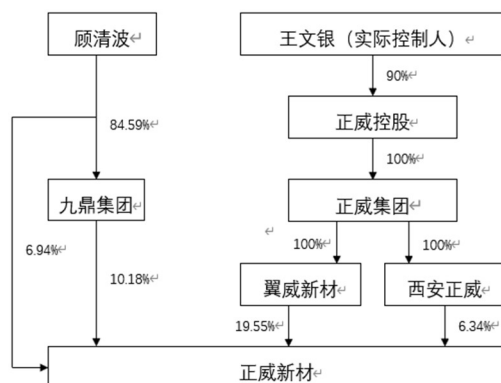 顾清波
王文银（实际控制人）
90%
正威控股
84.59%
100%
九鼎集团
正威集团
6.94%
10.18%
100%
100%
翼威新材
西安正威
19.55%
6.34%
正威新材